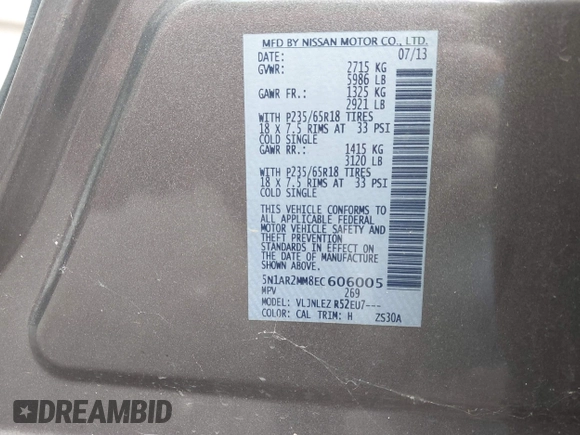 MFD BY NISSAN MOTOR CO., LTD.
DATE: 07/13
GVWR: 2715 KG
5986 LB
GAWR FR.: 1325 KG
2921 LB
WITH P235/65R18 TIRES
18 X 7.5 RIMS AT 33 PSI
COLD SINGLE
GAWR RR.: 1415 KG
3120 LB
WITH P235/65R18 TIRES
18 X 7.5 RIMS AT 33 PSI
COLD SINGLE
THIS VEHICLE CONFORMS TO
ALL APPLICABLE FEDERAL
MOTOR VEHICLE SAFETY AND
THEFT PREVENTION
STANDARDS IN EFFECT ON
THE DATE OF MANUFACTURE
SHOWN ABOVE.
5N1AR2MM8EC606005
MPV 269
MODEL: VLJNLEZ R52EU7---
COLOR: CAL TRIM: H ZS30A
DREAMBID